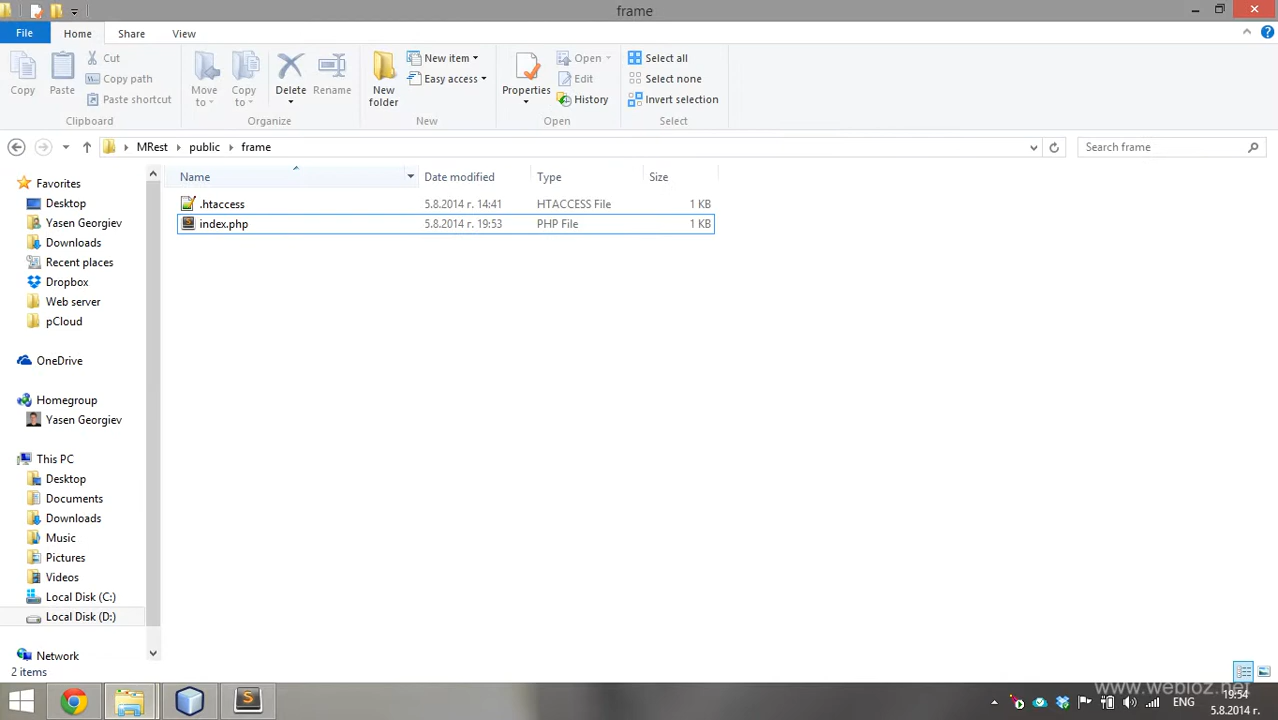 frame
File Home Share View
Copy
Paste
Cut
Copy path
Paste shortcut
Clipboard
Move to
Copy to
Delete
Rename
Organize
New folder
New item
Easy access
New
Properties
Open
Edit
History
Open
Select all
Select none
Invert selection
Select
MRest public frame
Search frame
Name Date modified Type Size
.htaccess 5.8.2014 г. 14:41 HTACCESS File 1 KB
index.php 5.8.2014 г. 19:53 PHP File 1 KB
Favorites
Desktop
Yasen Georgiev
Downloads
Recent places
Dropbox
Web server
pCloud
OneDrive
Homegroup
Yasen Georgiev
This PC
Desktop
Documents
Downloads
Music
Pictures
Videos
Local Disk (C:)
Local Disk (D:)
Network
2 items
www.webioz.net
ENG
19:54
5.8.2014 г.